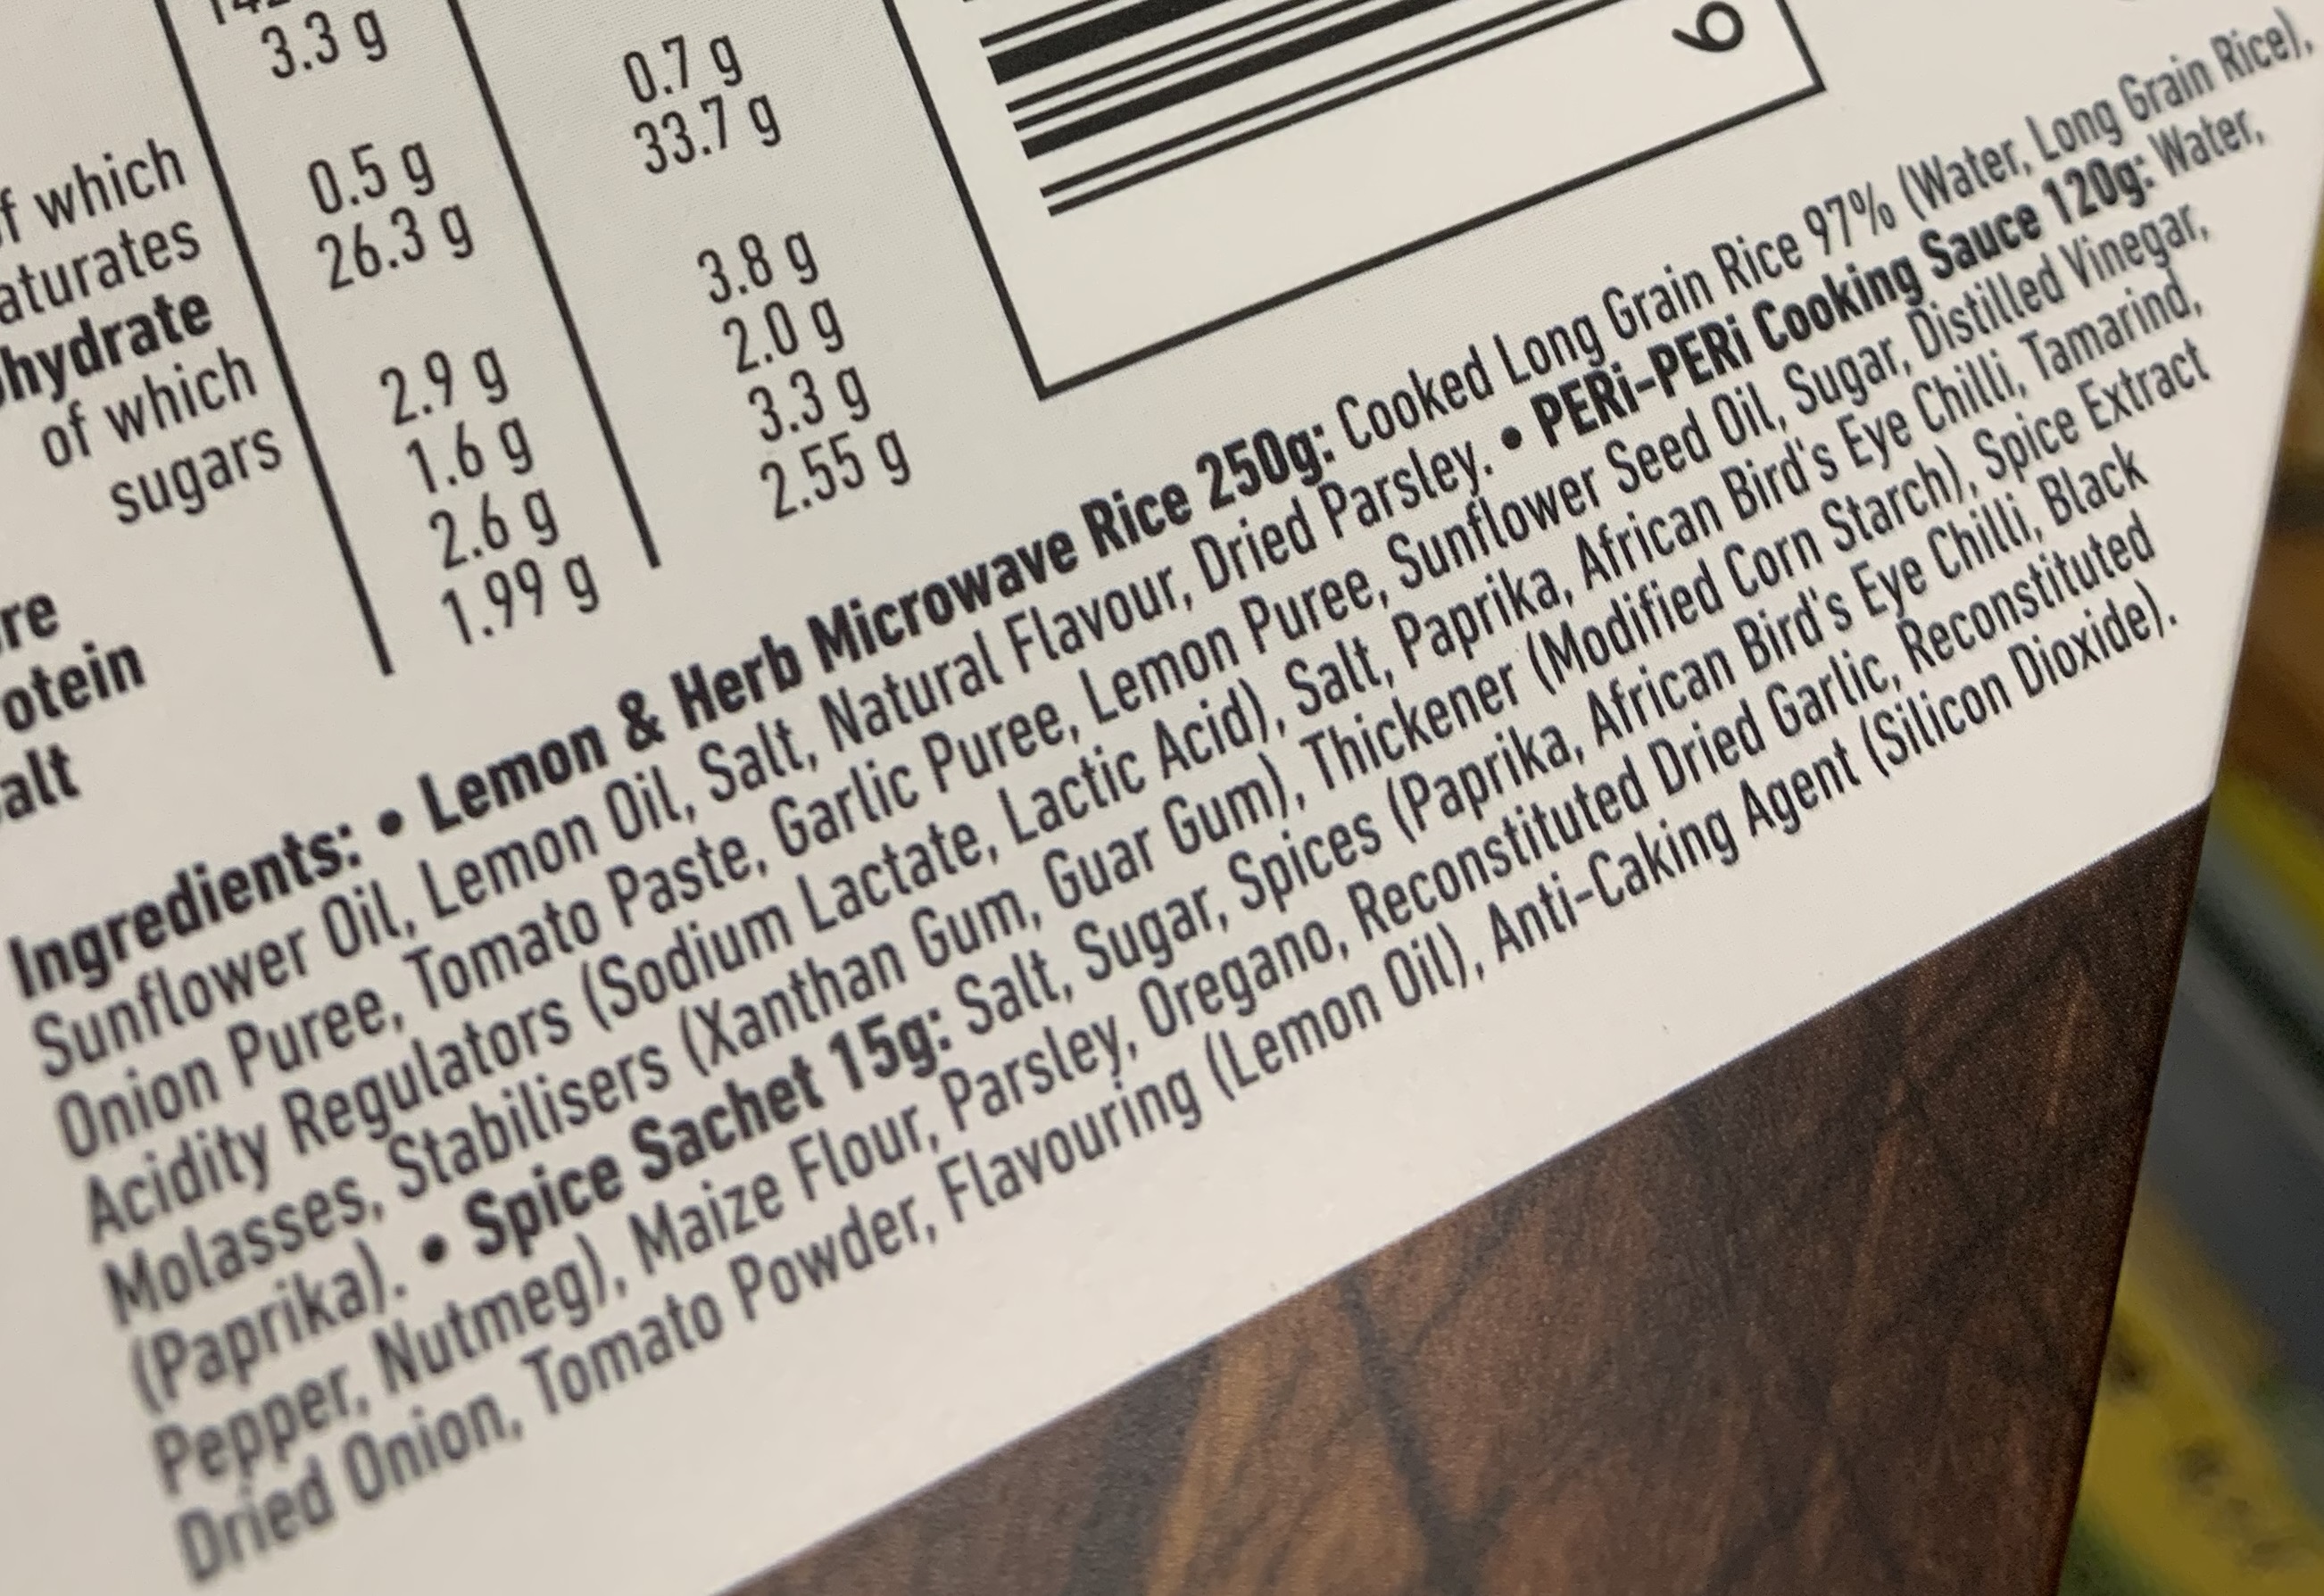 3.3 g
0.7 g
33.7 g
of which
aturates
0.5 g
hydrate
26.3 g
of which
3.8 g
sugars
2.9 g
2.0 g
re
1.6 g
3.3 g
otein
2.6 g
2.55 g
alt
1.99 g
6
Ingredients: • Lemon & Herb Microwave Rice 250g: Cooked Long Grain Rice 97% (Water, Long Grain Rice),
Sunflower Oil, Lemon Oil, Salt, Natural Flavour, Dried Parsley. • PERi-PERi Cooking Sauce 120g: Water,
Onion Puree, Tomato Paste, Garlic Puree, Lemon Puree, Sunflower Seed Oil, Sugar, Distilled Vinegar,
Acidity Regulators (Sodium Lactate, Lactic Acid), Salt, Paprika, African Bird's Eye Chilli, Tamarind,
Molasses, Stabilisers (Xanthan Gum, Guar Gum), Thickener (Modified Corn Starch), Spice Extract
(Paprika). • Spice Sachet 15g: Salt, Sugar, Spices (Paprika, African Bird's Eye Chilli, Black
Pepper, Nutmeg), Maize Flour, Parsley, Oregano, Reconstituted Dried Garlic, Reconstituted
Dried Onion, Tomato Powder, Flavouring (Lemon Oil), Anti-Caking Agent (Silicon Dioxide).